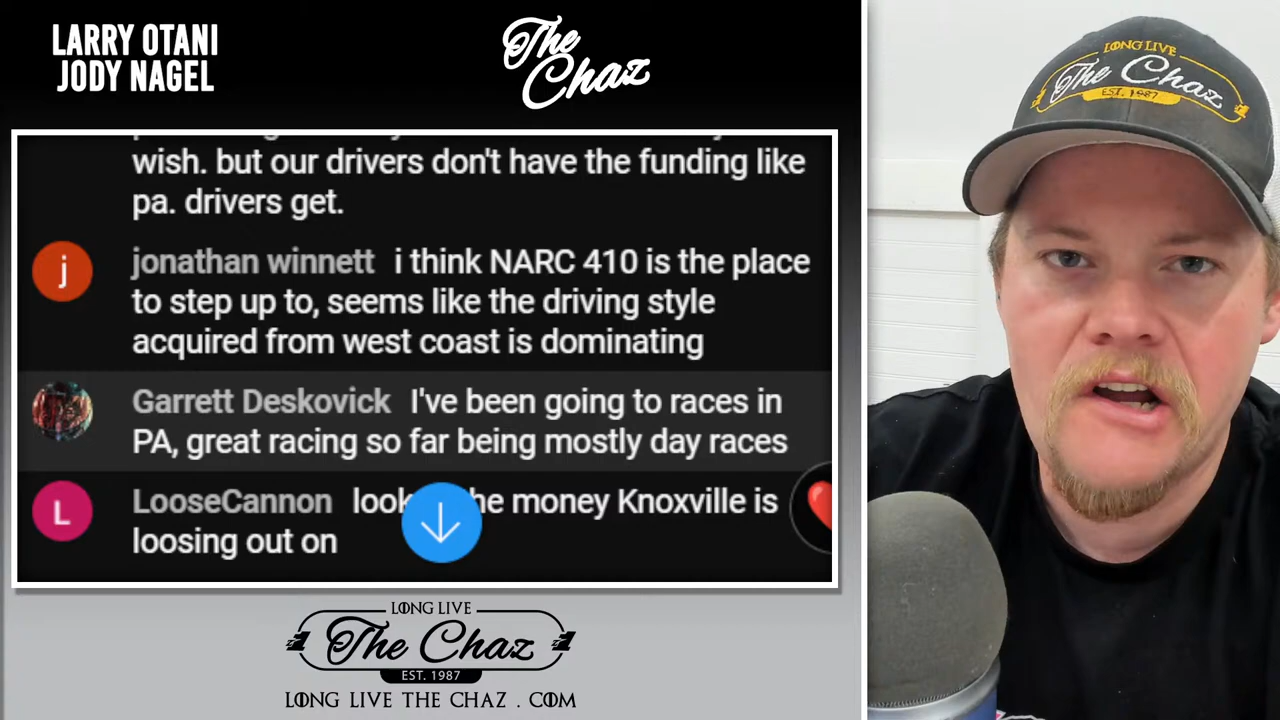 LARRY OTANI
JODY NAGEL
The
Chaz
wish. but our drivers don't have the funding like
pa. drivers get.
j
jonathan winnett i think NARC 410 is the place
to step up to, seems like the driving style
acquired from west coast is dominating
Garrett Deskovick I've been going to races in
PA, great racing so far being mostly day races
L
LooseCannon look he money Knoxville is
loosing out on
LONG LIVE
The Chaz
EST. 1987
LONG LIVE THE CHAZ . COM
LONG LIVE
The Chaz
EST. 1987